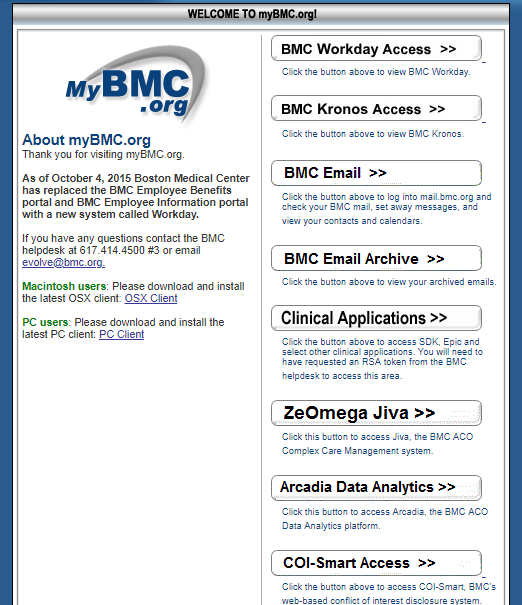 WELCOME TO myBMC.org!
MyBMC
.org
About myBMC.org
Thank you for visiting myBMC.org.
As of October 4, 2015 Boston Medical Center
has replaced the BMC Employee Benefits
portal and BMC Employee Information portal
with a new system called Workday.
If you have any questions contact the BMC
helpdesk at 617.414.4500 #3 or email
evolve@bmc.org.
Macintosh users: Please download and install
the latest OSX client: OSX Client
PC users: Please download and install the
latest PC client: PC Client
BMC Workday Access >>
Click the button above to view BMC Workday.
BMC Kronos Access >>
Click the button above to view BMC Kronos.
BMC Email >>
Click the button above to log into mail.bmc.org and
check your BMC mail, set away messages, and
view your contacts and calendars.
BMC Email Archive >>
Click the button above to view your archived emails.
Clinical Applications >>
Click the button above to access SDK, Epic and
select other clinical applications. You will need to
have requested an RSA token from the BMC
helpdesk to access this area.
ZeOmega Jiva >>
Click this button to access Jiva, the BMC ACO
Complex Care Management system.
Arcadia Data Analytics >>
Click this button to access Arcadia, the BMC ACO
Data Analytics platform.
COI-Smart Access >>
Click the button above to access COI-Smart, BMC's
web-based conflict of interest disclosure system.